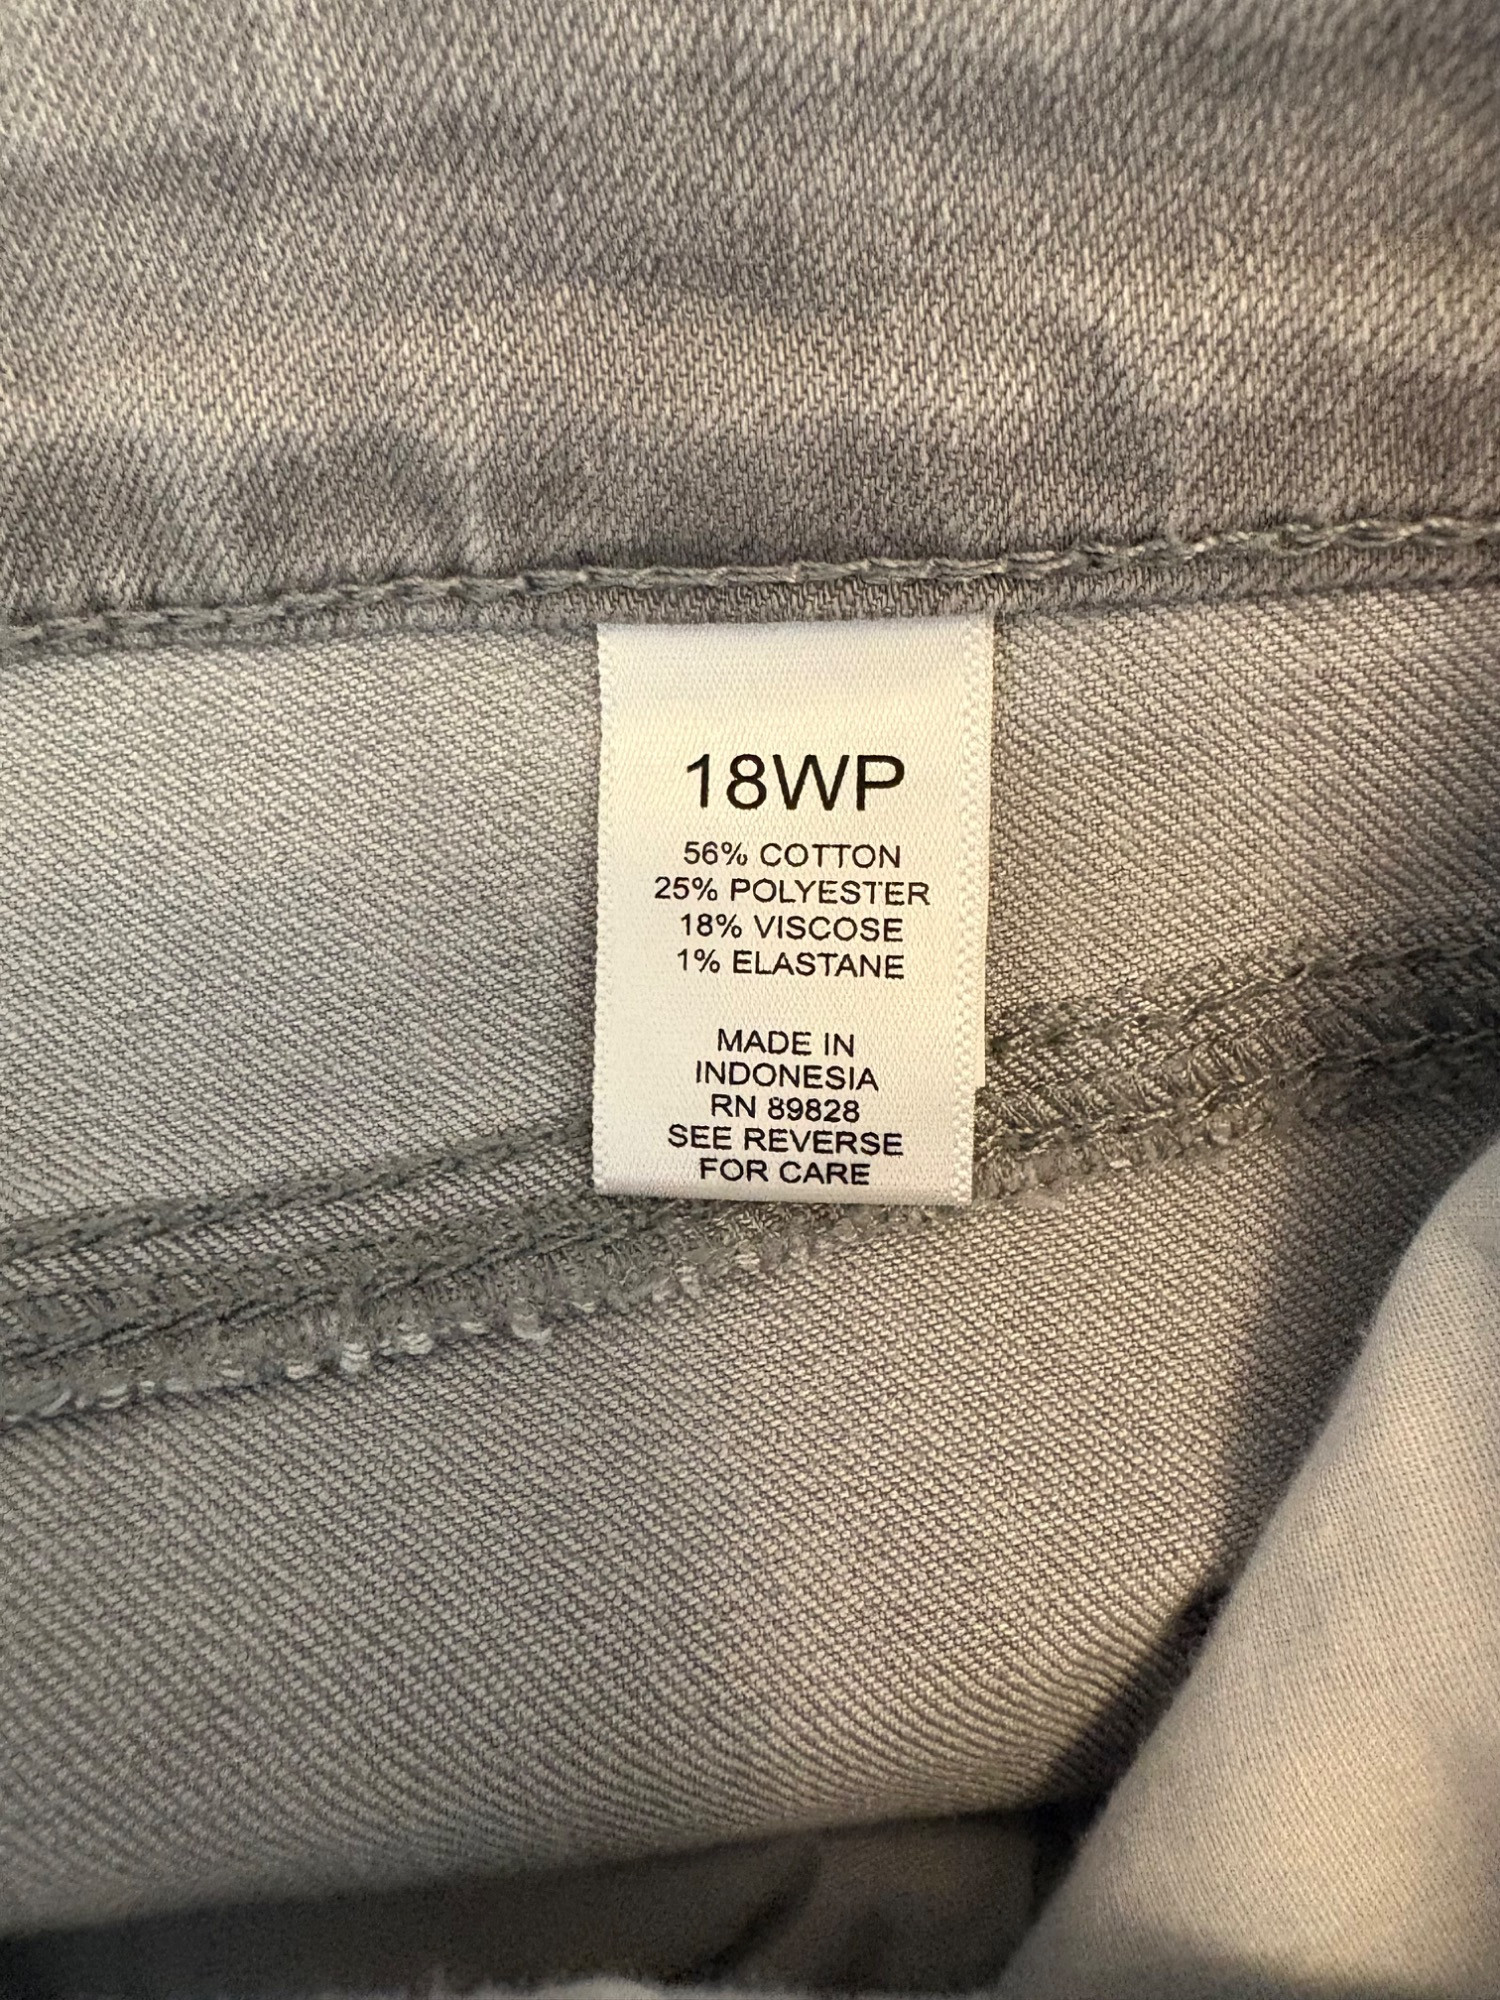 18WP
56% COTTON
25% POLYESTER
18% VISCOSE
1% ELASTANE
MADE IN
INDONESIA
RN 89828
SEE REVERSE
FOR CARE